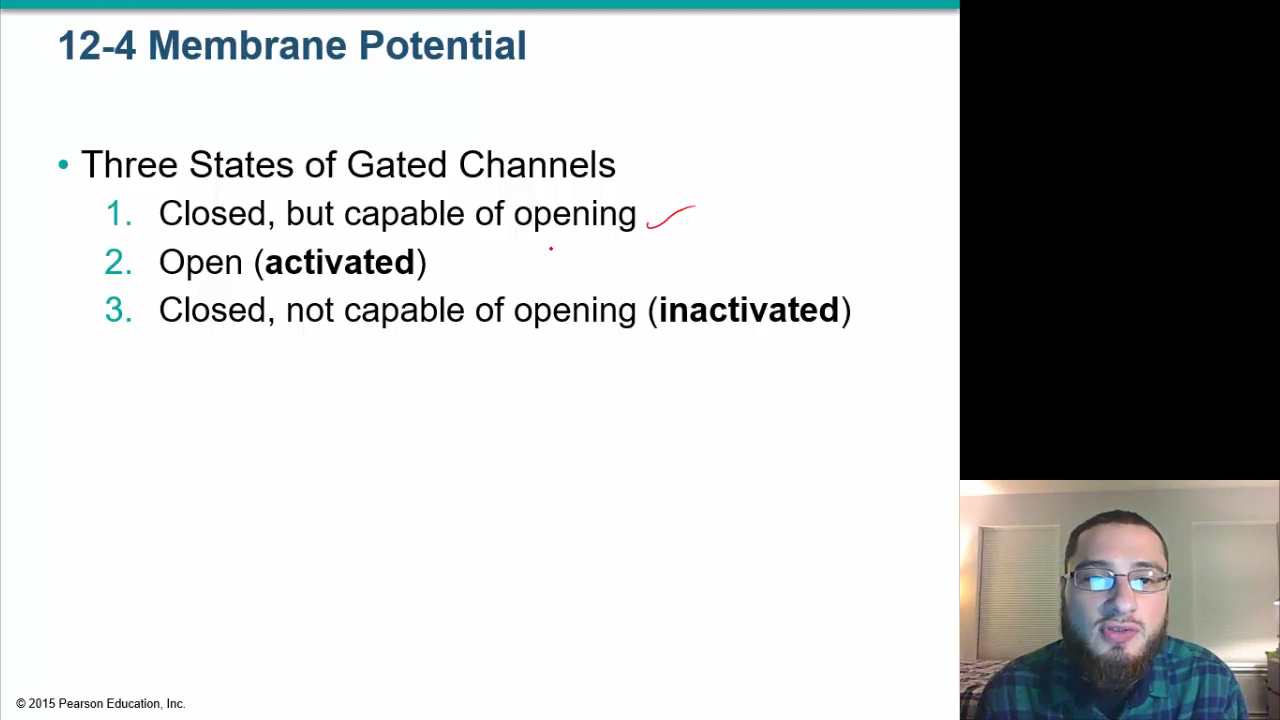 12-4 Membrane Potential
• Three States of Gated Channels
1. Closed, but capable of opening
2. Open (activated)
3. Closed, not capable of opening (inactivated)
© 2015 Pearson Education, Inc.